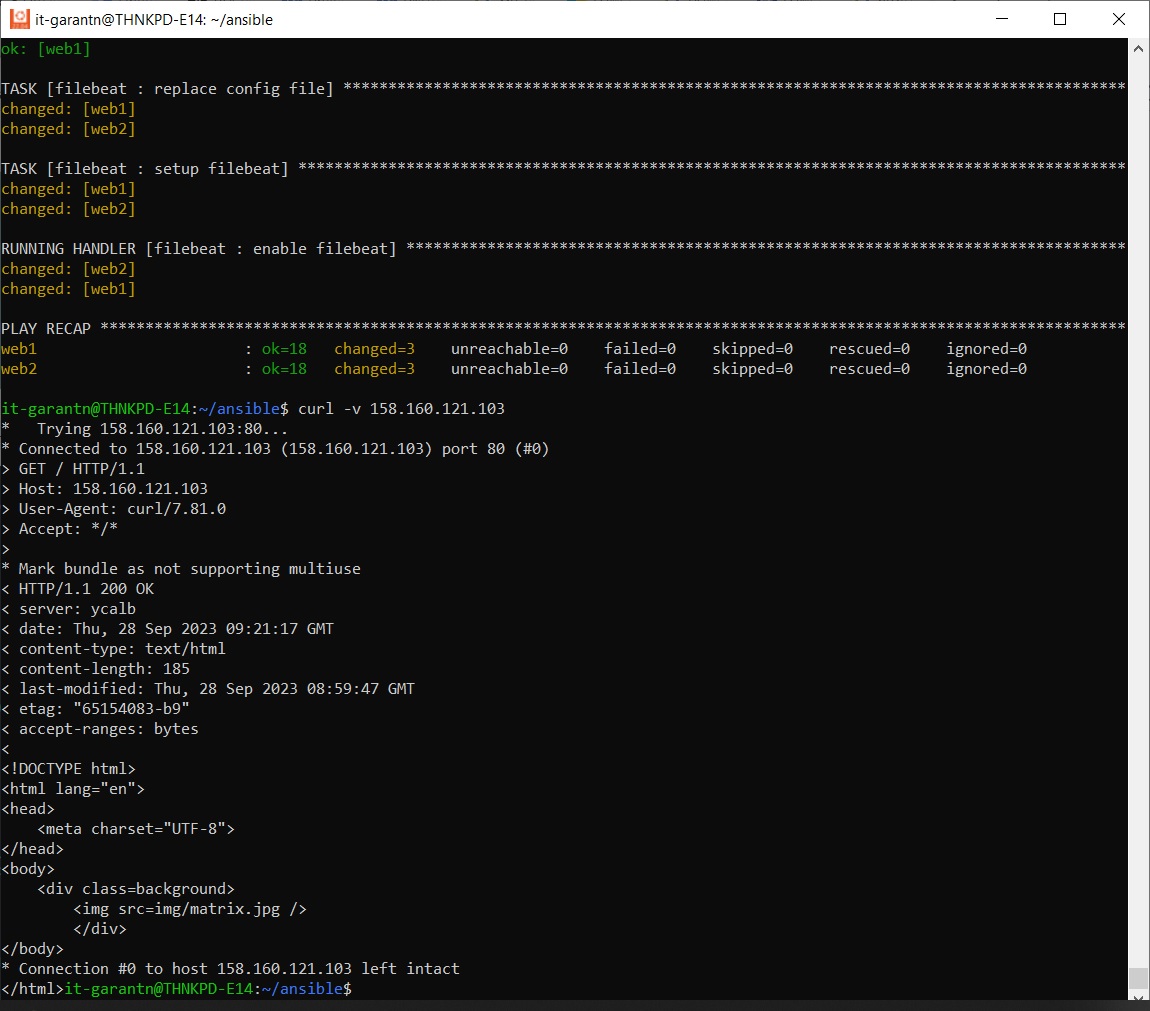 it-garantn@THNKPD-E14: ~/ansible
ok: [web1]
TASK [filebeat : replace config file] ***************************************************************************************
changed: [web1]
changed: [web2]
TASK [filebeat : setup filebeat] ********************************************************************************************
changed: [web1]
changed: [web2]
RUNNING HANDLER [filebeat : enable filebeat] ********************************************************************************
changed: [web2]
changed: [web1]
PLAY RECAP ******************************************************************************************************************
web1                       : ok=18   changed=3    unreachable=0    failed=0    skipped=0    rescued=0    ignored=0
web2                       : ok=18   changed=3    unreachable=0    failed=0    skipped=0    rescued=0    ignored=0
it-garantn@THNKPD-E14:~/ansible$ curl -v 158.160.121.103
*   Trying 158.160.121.103:80...
* Connected to 158.160.121.103 (158.160.121.103) port 80 (#0)
> GET / HTTP/1.1
> Host: 158.160.121.103
> User-Agent: curl/7.81.0
> Accept: */*
>
* Mark bundle as not supporting multiuse
< HTTP/1.1 200 OK
< server: ycalb
< date: Thu, 28 Sep 2023 09:21:17 GMT
< content-type: text/html
< content-length: 185
< last-modified: Thu, 28 Sep 2023 08:59:47 GMT
< etag: "65154083-b9"
< accept-ranges: bytes
<
<!DOCTYPE html>
<html lang="en">
<head>
    <meta charset="UTF-8">
</head>
<body>
    <div class=background>
        <img src=img/matrix.jpg />
        </div>
</body>
* Connection #0 to host 158.160.121.103 left intact
</html>it-garantn@THNKPD-E14:~/ansible$